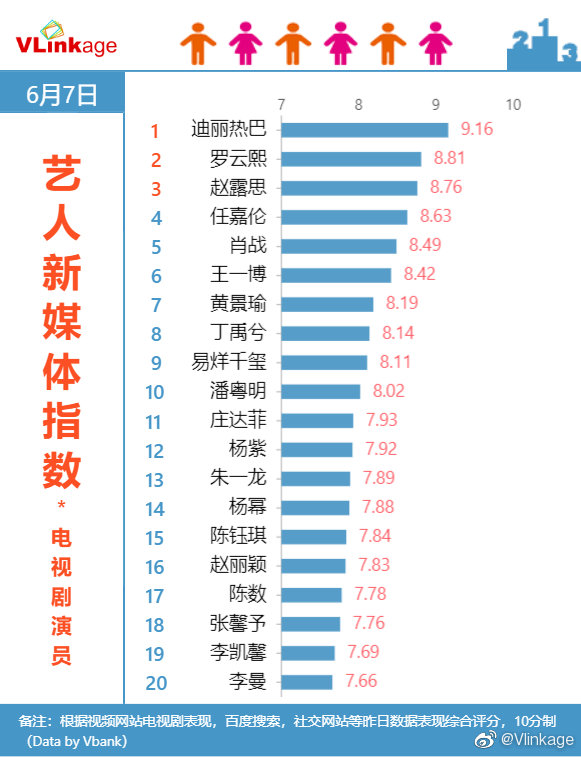 VLinkage
1
2
3
6月7日
艺人新媒体指数
*电视剧演员
7 8 9 10
1 迪丽热巴 9.16
2 罗云熙 8.81
3 赵露思 8.76
4 任嘉伦 8.63
5 肖战 8.49
6 王一博 8.42
7 黄景瑜 8.19
8 丁禹兮 8.14
9 易烊千玺 8.11
10 潘粤明 8.02
11 庄达菲 7.93
12 杨紫 7.92
13 朱一龙 7.89
14 杨幂 7.88
15 陈钰琪 7.84
16 赵丽颖 7.83
17 陈数 7.78
18 张馨予 7.76
19 李凯馨 7.69
20 李曼 7.66
备注：根据视频网站电视剧表现，百度搜索，社交网站等昨日数据表现综合评分，10分制
（Data by Vbank）
@Vlinkage